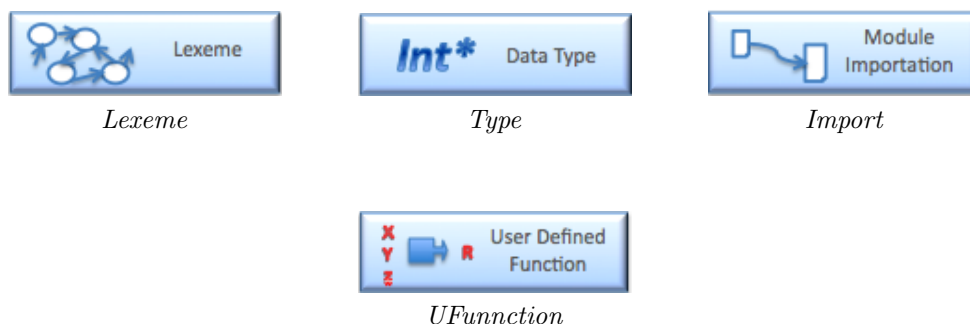 Lexeme
Int* Data Type
Module
Importation
Lexeme
Type
Import
X
Y
Z
R
User Defined
Function
UFunnction